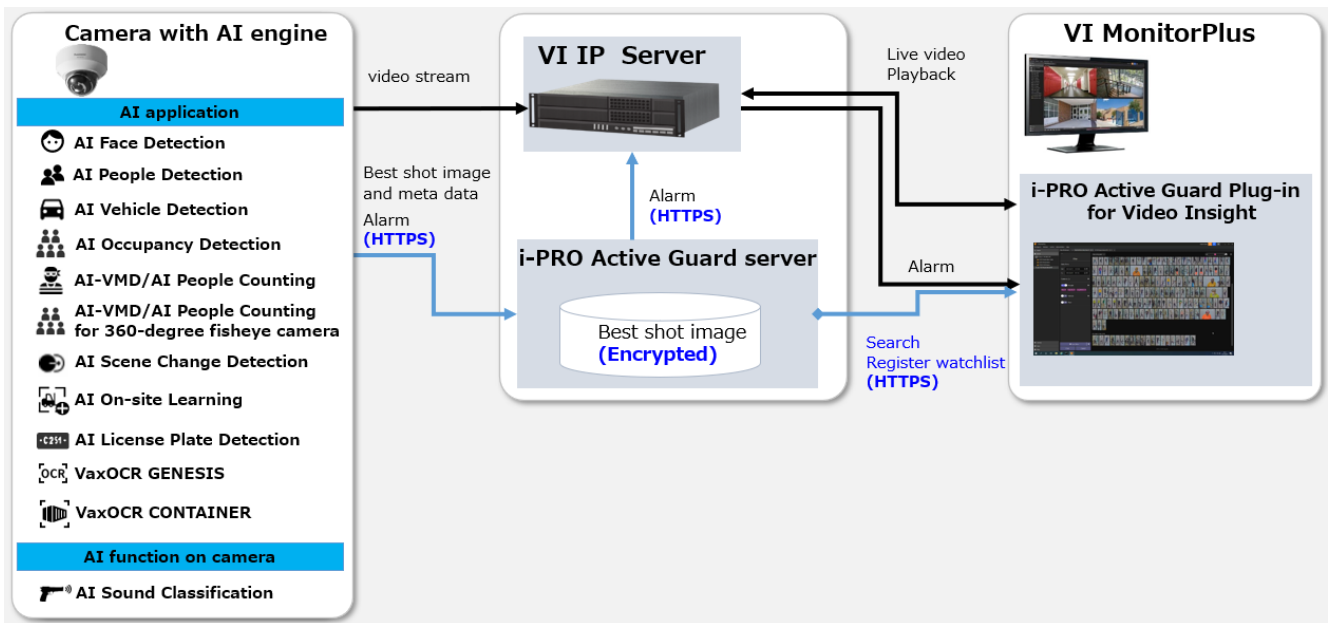 Camera with AI engine
AI application
AI Face Detection
AI People Detection
AI Vehicle Detection
AI Occupancy Detection
AI-VMD/AI People Counting
AI-VMD/AI People Counting
for 360-degree fisheye camera
AI Scene Change Detection
AI On-site Learning
AI License Plate Detection
OCR
VaxOCR GENESIS
VaxOCR CONTAINER
AI function on camera
AI Sound Classification
video stream
Best shot image
and meta data
Alarm
(HTTPS)
VI IP Server
Alarm
(HTTPS)
i-PRO Active Guard server
Best shot image
(Encrypted)
Live video
Playback
Alarm
Search
Register watchlist
(HTTPS)
VI MonitorPlus
i-PRO Active Guard Plug-in
for Video Insight